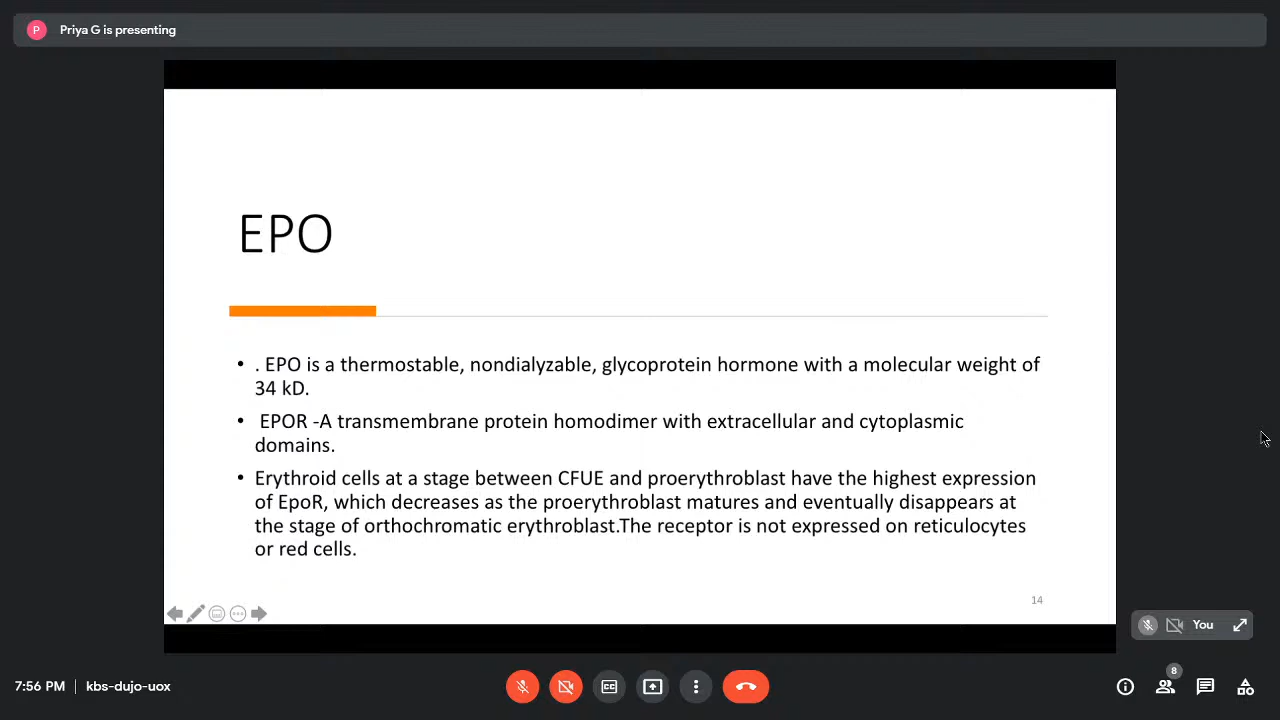 P Priya G is presenting
EPO
• . EPO is a thermostable, nondialyzable, glycoprotein hormone with a molecular weight of
34 kD.
• EPOR -A transmembrane protein homodimer with extracellular and cytoplasmic
domains.
• Erythroid cells at a stage between CFUE and proerythroblast have the highest expression
of EpoR, which decreases as the proerythroblast matures and eventually disappears at
the stage of orthochromatic erythroblast.The receptor is not expressed on reticulocytes
or red cells.
14
You
7:56 PM | kbs-dujo-uox
CC
8